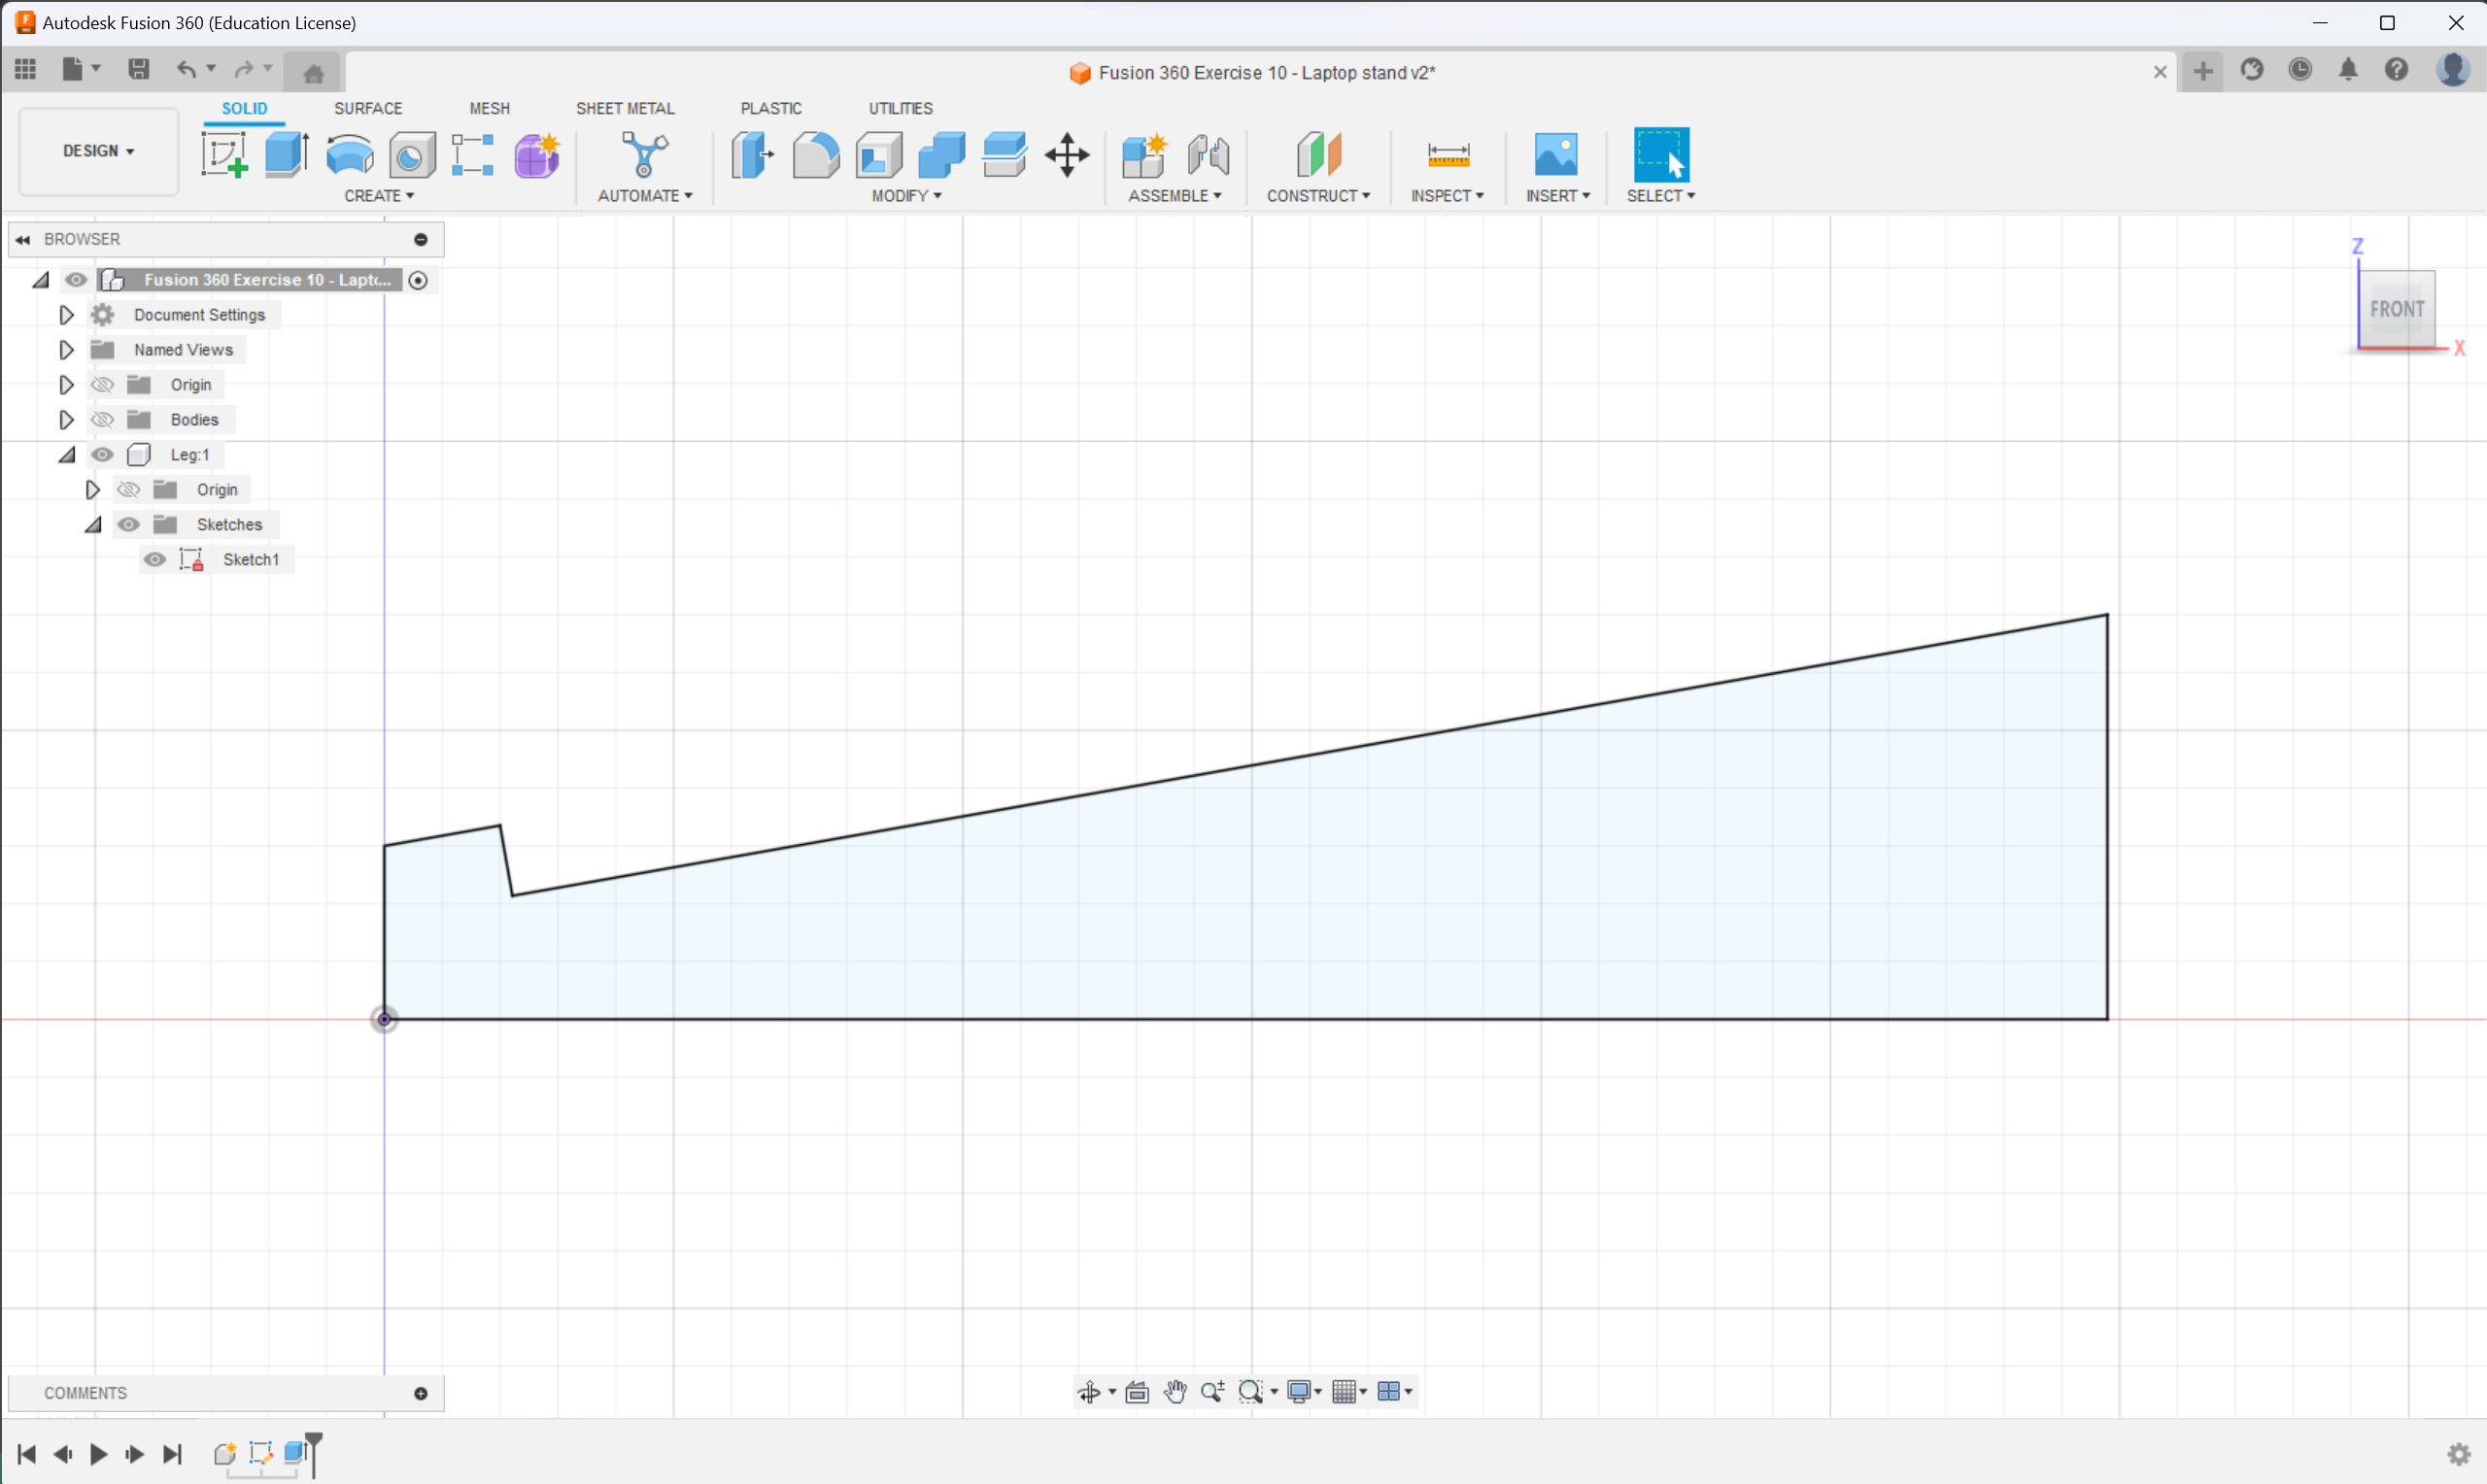 Autodesk Fusion 360 (Education License)
Fusion 360 Exercise 10 - Laptop stand v2*
SOLID SURFACE MESH SHEET METAL PLASTIC UTILITIES
DESIGN
CREATE AUTOMATE MODIFY ASSEMBLE CONSTRUCT INSPECT INSERT SELECT
BROWSER
Fusion 360 Exercise 10 - Lapt...
Document Settings
Named Views
Origin
Bodies
Leg:1
Origin
Sketches
Sketch1
Z
FRONT
X
COMMENTS